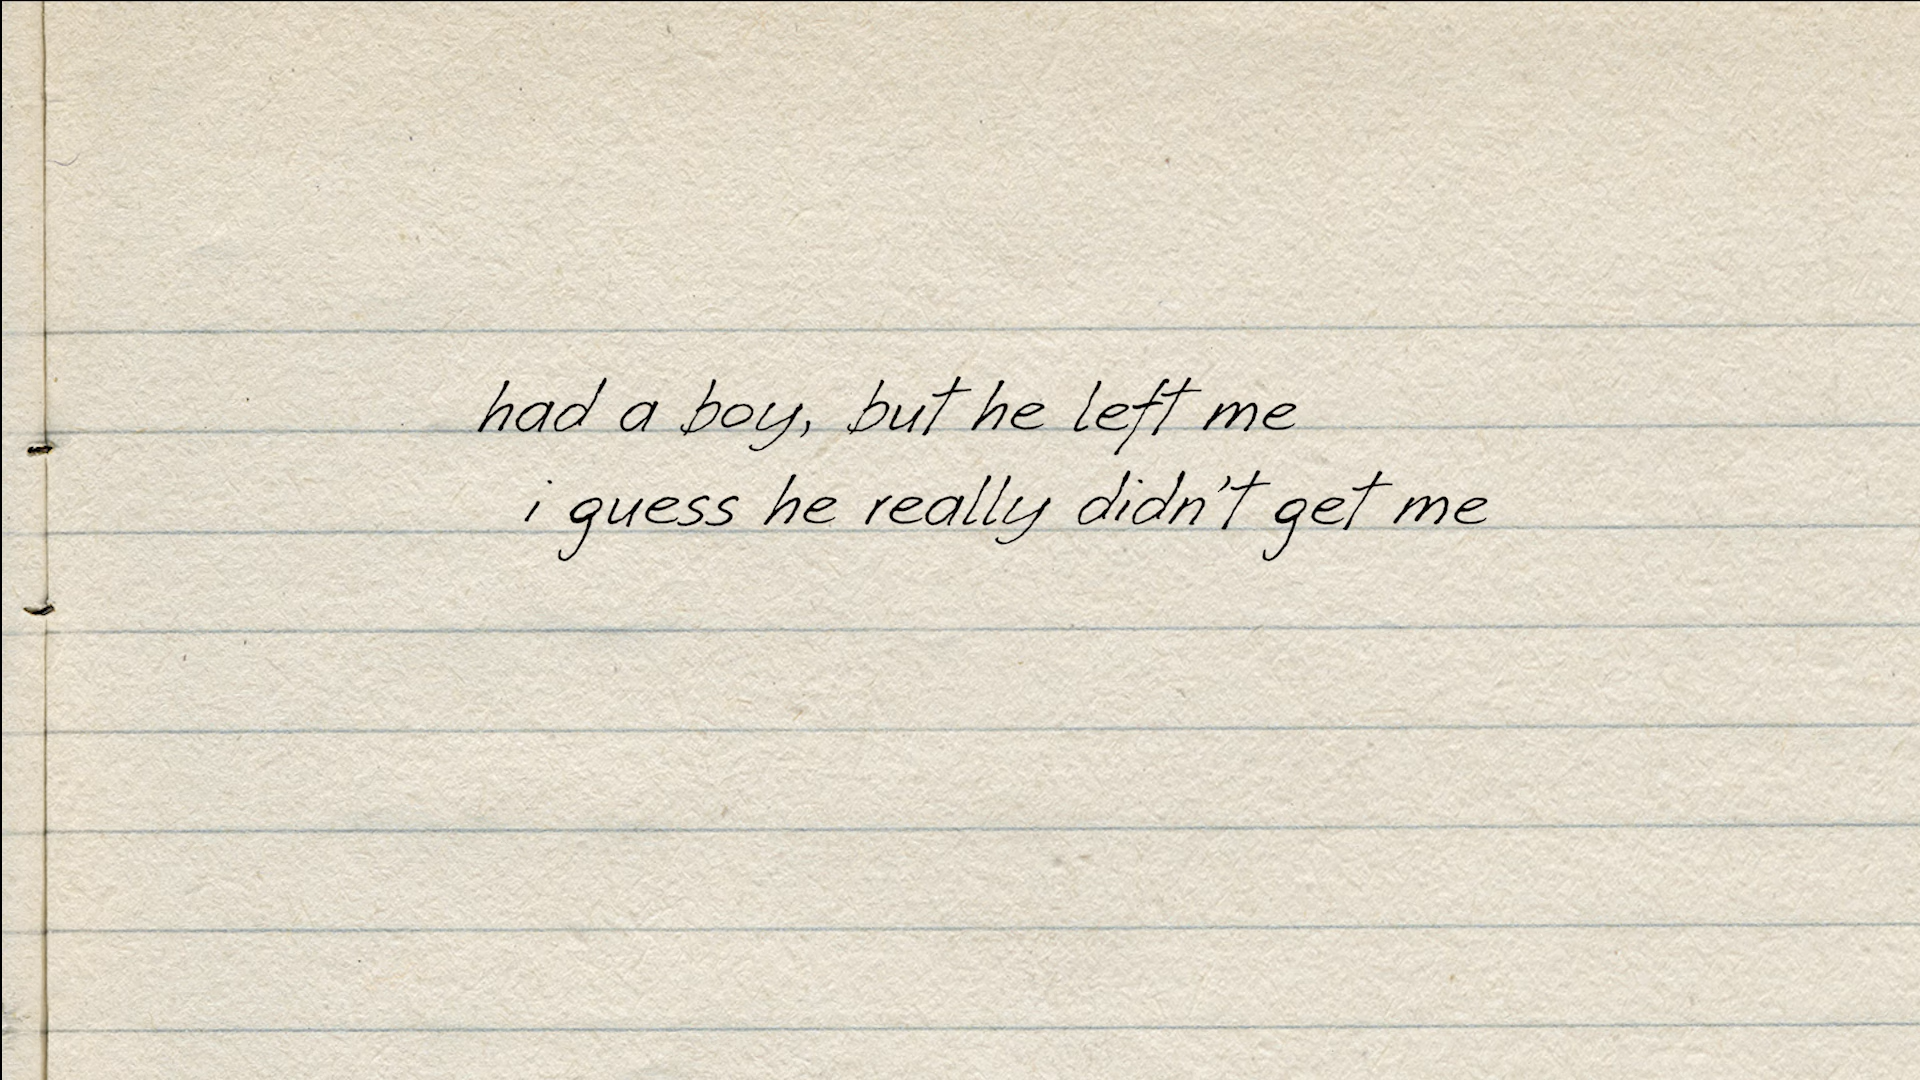 had a boy, but he left me
i guess he really didn't get me